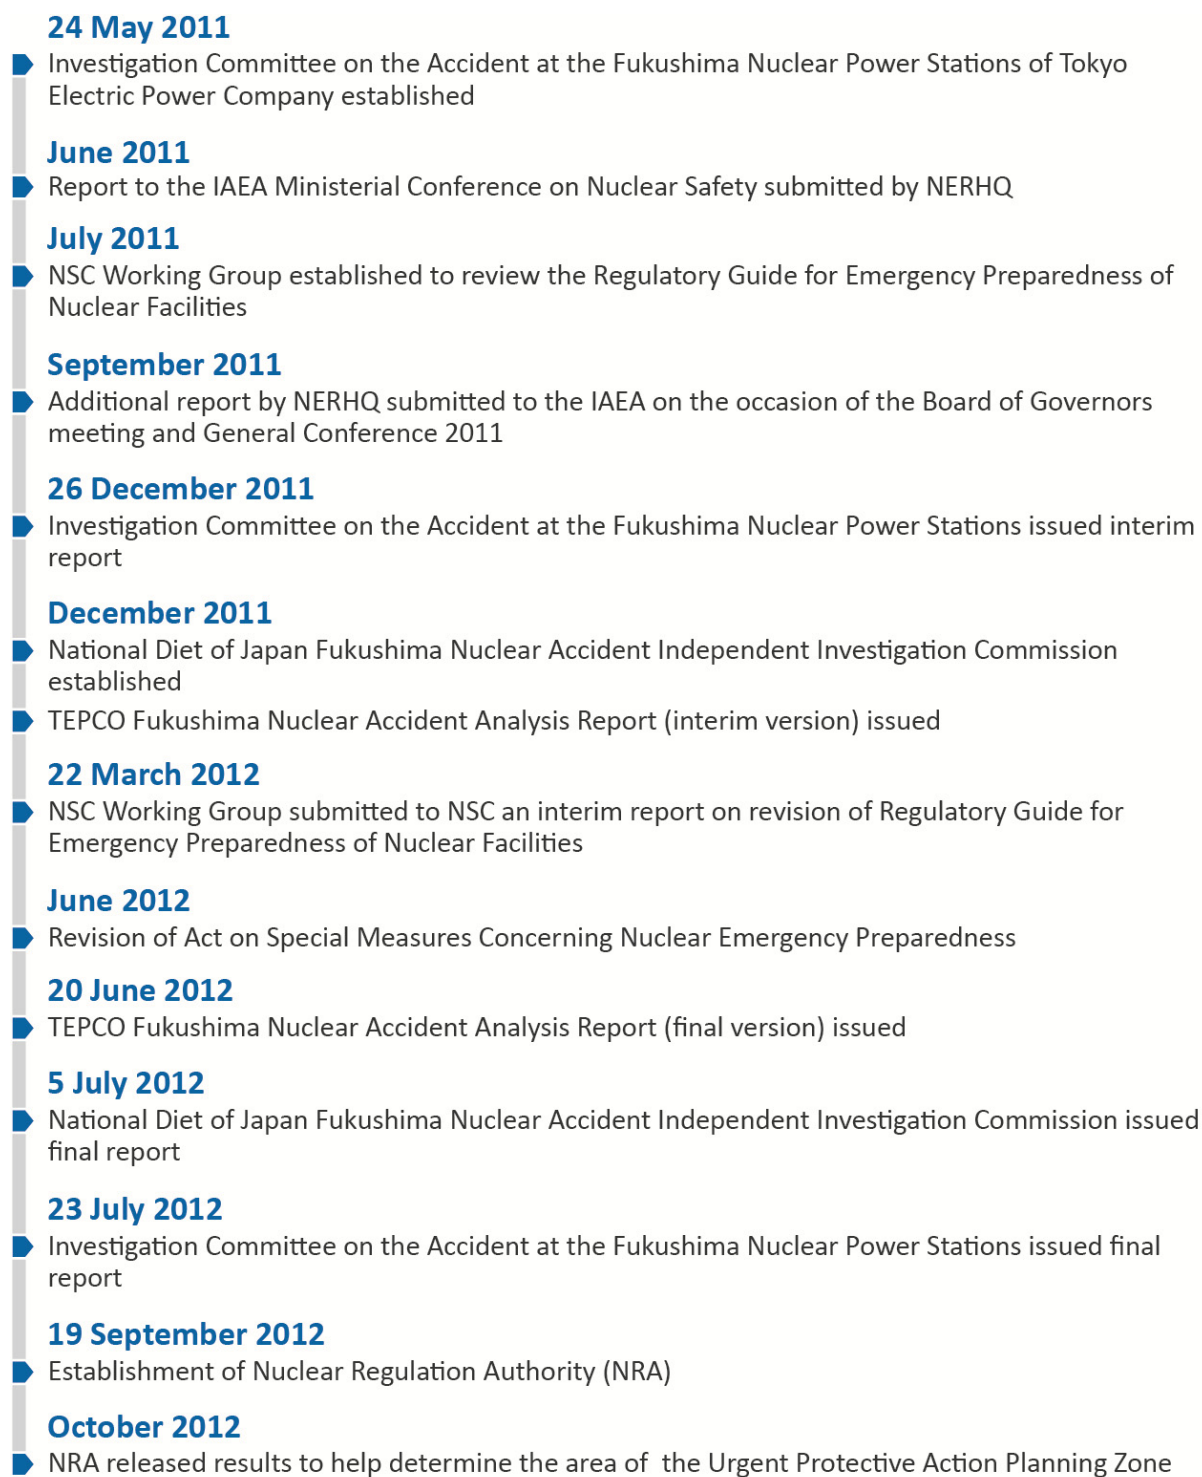 24 May 2011
Investigation Committee on the Accident at the Fukushima Nuclear Power Stations of Tokyo
Electric Power Company established
June 2011
Report to the IAEA Ministerial Conference on Nuclear Safety submitted by NERHQ
July 2011
NSC Working Group established to review the Regulatory Guide for Emergency Preparedness of
Nuclear Facilities
September 2011
Additional report by NERHQ submitted to the IAEA on the occasion of the Board of Governors
meeting and General Conference 2011
26 December 2011
Investigation Committee on the Accident at the Fukushima Nuclear Power Stations issued interim
report
December 2011
National Diet of Japan Fukushima Nuclear Accident Independent Investigation Commission
established
TEPCO Fukushima Nuclear Accident Analysis Report (interim version) issued
22 March 2012
NSC Working Group submitted to NSC an interim report on revision of Regulatory Guide for
Emergency Preparedness of Nuclear Facilities
June 2012
Revision of Act on Special Measures Concerning Nuclear Emergency Preparedness
20 June 2012
TEPCO Fukushima Nuclear Accident Analysis Report (final version) issued
5 July 2012
National Diet of Japan Fukushima Nuclear Accident Independent Investigation Commission issued
final report
23 July 2012
Investigation Committee on the Accident at the Fukushima Nuclear Power Stations issued final
report
19 September 2012
Establishment of Nuclear Regulation Authority (NRA)
October 2012
NRA released results to help determine the area of the Urgent Protective Action Planning Zone